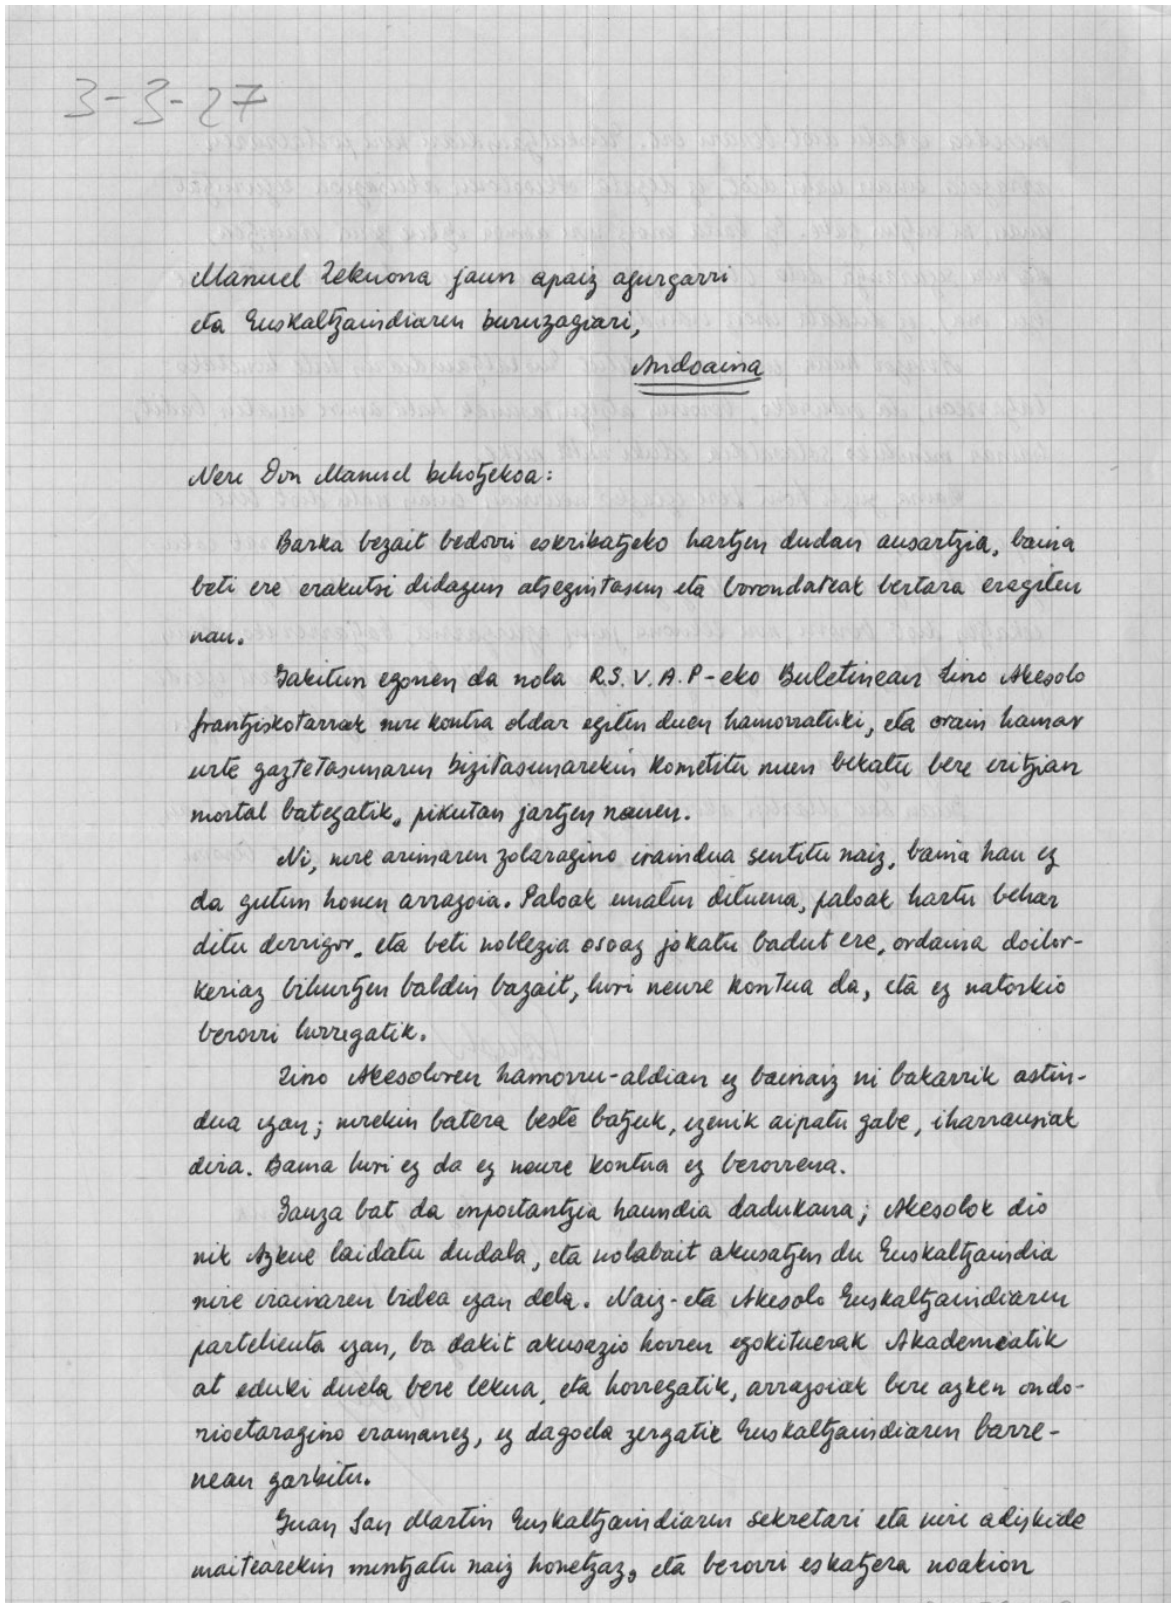 3-3-27
Manuel Lekuona jaun apaiz agurgarri
eta Euskaltzaindiaren buruzagiari,
Andoaina
Nere Don Manuel bihotzekoa:
Barka bezait bedorri eskribatzeko hartzen dudan ausartzia, baina
beti ere erakutsi didazun atsegintasun eta borondateak bertara eragiten
nau.
Jakitun egonen da nola R.S.V.A.P-eko Buletinean Lino Akesolo
frantziskotarrak nere kontra oldar egiten duen hamorratuki, eta orain hamar
urte gaztetasunaren bizitasunarekin kometitu nuen bekatu bere eritzian
mortal bategatik, pikutan jartzen nauen.
Ni, nere arimaren zolaragino iraindua sentitu naiz, baina hau ez
da gutun honen arrazoia. Paloak ematen dituena, paloak hartu behar
ditu derrigor, eta beti noblezia osoaz jokatu badut ere, ordaina doilor-
keriaz bihurtzen baldin bazait, hori neure kontua da, eta ez natorkio
berorri horregatik.
Lino Akesoloren hamorru-aldian ez bainaiz ni bakarrik astin-
dua izan; nerekin batera beste batzuk, izenik aipatu gabe, iharrausiak
dira. Baina hori ez da ez neure kontua ez berorrena.
Gauza bat da inportantzia haundia dadukana; Akesolok dio
nik Azkue laidatu dudala, eta nolabait akusatzen du Euskaltzaindia
nire irainaren bidea izan dela. Naiz-eta Akesolo Euskaltzaindiaren
partehienta izan, ba dakit akusazio horren egokituerak Akademiatik
at eduki duela bere lekua, eta horregatik, arrazoiak bere azken ondo-
rioetaragino eramanez, ez dagoela zergatik Euskaltzaindiaren barre-
nean garbitu.
Juan San Martin Euskaltzaindiaren sekretari eta nire adiskide
maitearekin mintzatu naiz honetzaz, eta berorri eskatzera noakion